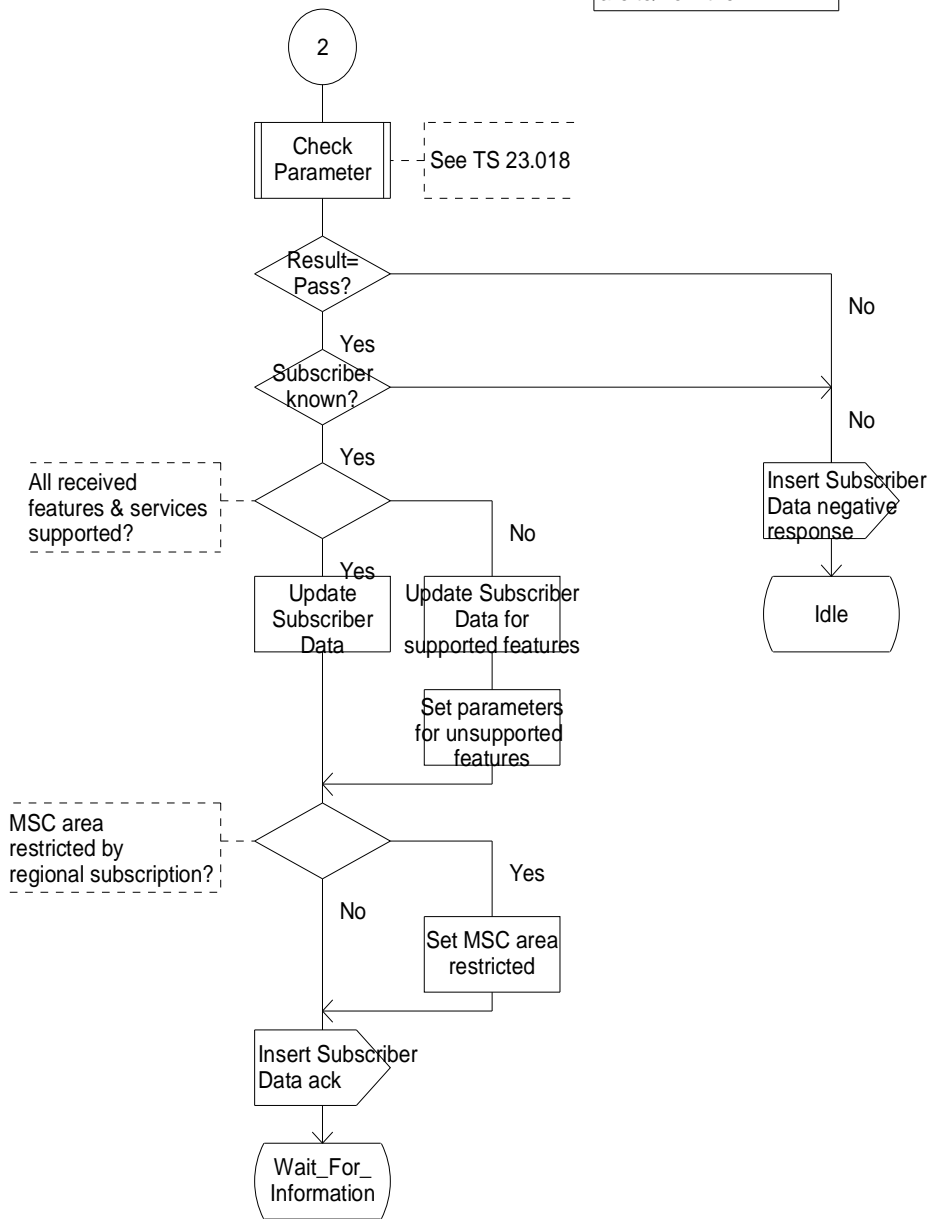 2
Check
Parameter
See TS 23.018
Result=
Pass?
No
Yes
Subscriber
known?
No
Yes
All received
features & services
supported?
Insert Subscriber
Data negative
response
No
Yes
Update
Subscriber
Data
Update Subscriber
Data for
supported features
Idle
Set parameters
for unsupported
features
MSC area
restricted by
regional subscription?
Yes
No
Set MSC area
restricted
Insert Subscriber
Data ack
Wait_For_
Information